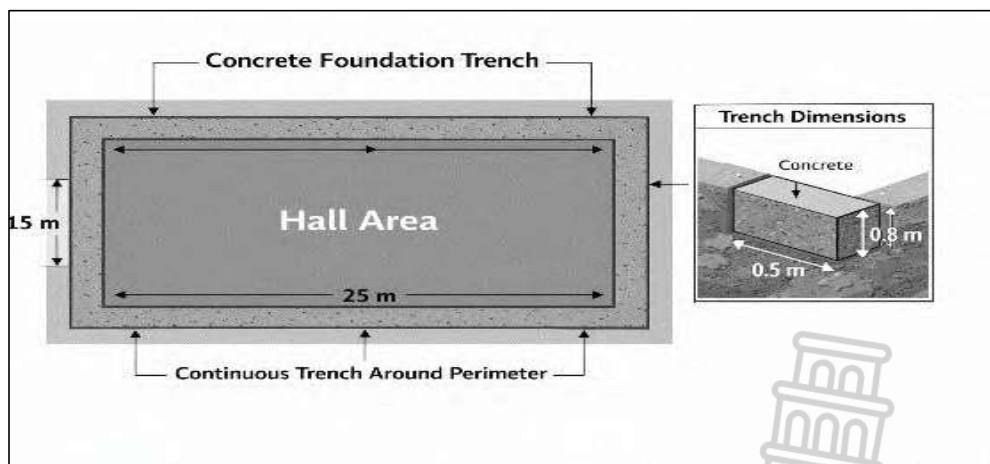 Concrete Foundation Trench
Trench Dimensions
Concrete
15 m
Hall Area
0.8 m
0.5 m
25 m
Continuous Trench Around Perimeter